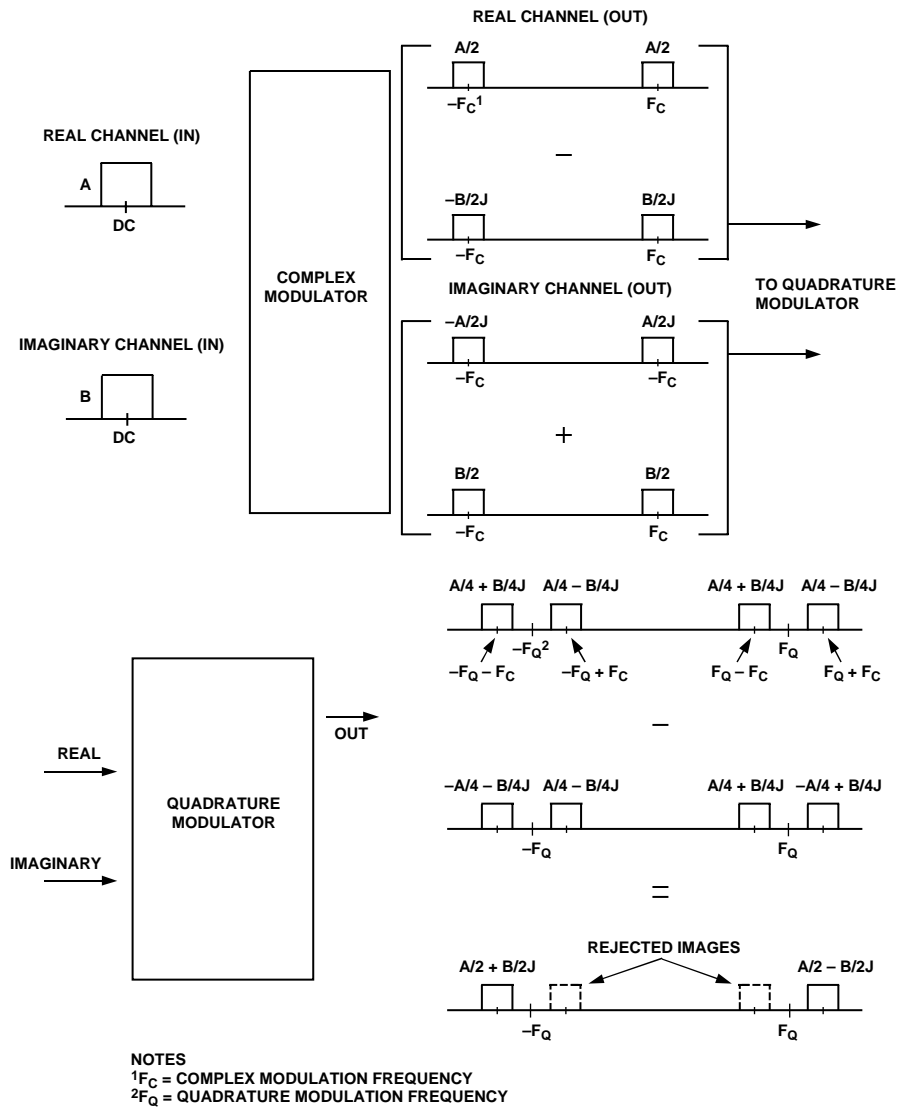 REAL CHANNEL (OUT)
A/2 A/2
–FC¹ FC
REAL CHANNEL (IN)
A
DC
–
–B/2J B/2J
–FC FC
COMPLEX
MODULATOR
IMAGINARY CHANNEL (OUT)
TO QUADRATURE
MODULATOR
–A/2J A/2J
–FC –FC
IMAGINARY CHANNEL (IN)
B
DC
+
B/2 B/2
–FC FC
A/4 + B/4J A/4 – B/4J A/4 + B/4J A/4 – B/4J
–FQ² FQ
–FQ – FC –FQ + FC FQ – FC FQ + FC
–
OUT
REAL
QUADRATURE
MODULATOR
IMAGINARY
–A/4 – B/4J A/4 – B/4J A/4 + B/4J –A/4 + B/4J
–FQ FQ
=
REJECTED IMAGES
A/2 + B/2J A/2 – B/2J
–FQ FQ
NOTES
¹FC = COMPLEX MODULATION FREQUENCY
²FQ = QUADRATURE MODULATION FREQUENCY